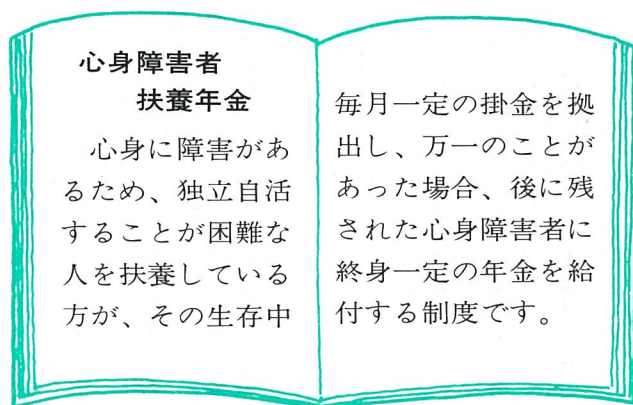 心身障害者
扶養年金
心身に障害があ
るため、独立自活
することが困難な
人を扶養している
方が、その生存中
毎月一定の掛金を拠
出し、万一のことが
あった場合、後に残
された心身障害者に
終身一定の年金を給
付する制度です。